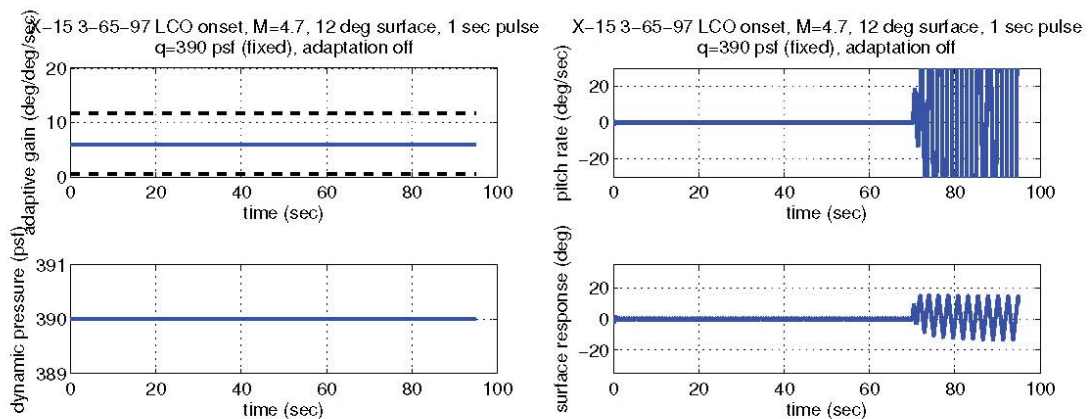 X-15 3-65-97 LCO onset, M=4.7, 12 deg surface, 1 sec pulse
q=390 psf (fixed), adaptation off
adaptive gain (deg/deg/sec)
20
10
0
0 20 40 60 80 100
time (sec)
X-15 3-65-97 LCO onset, M=4.7, 12 deg surface, 1 sec pulse
q=390 psf (fixed), adaptation off
pitch rate (deg/sec)
20
0
-20
0 20 40 60 80 100
time (sec)
dynamic pressure (psf)
391
390
389
0 20 40 60 80 100
time (sec)
surface response (deg)
20
0
-20
0 20 40 60 80 100
time (sec)